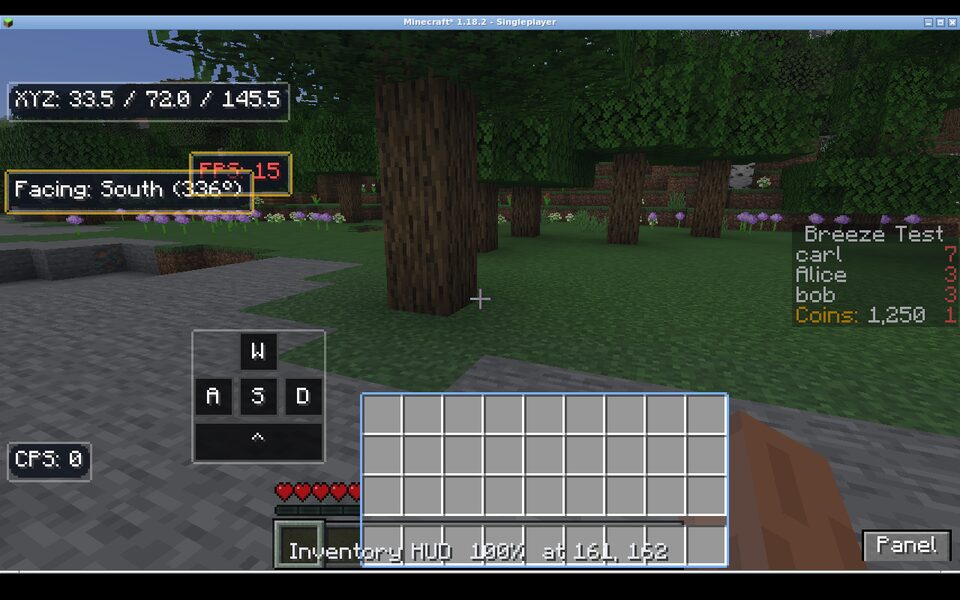 Minecraft* 1.18.2 - Singleplayer
XYZ: 33.5 / 72.0 / 145.5
FPS: 15
Facing: South (336°)
Breeze Test
carl 7
Alice 3
bob 3
Coins: 1,250 1
W
A S D
^
CPS: 0
Inventory HUD 100% at 161, 162
Panel